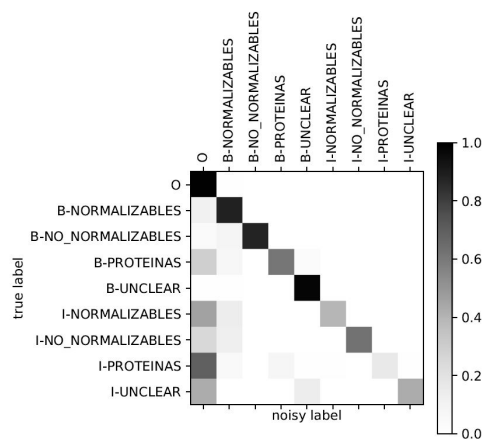 O
B-NORMALIZABLES
B-NO_NORMALIZABLES
B-PROTEINAS
B-UNCLEAR
I-NORMALIZABLES
I-NO_NORMALIZABLES
I-PROTEINAS
I-UNCLEAR
true label
O
B-NORMALIZABLES
B-NO_NORMALIZABLES
B-PROTEINAS
B-UNCLEAR
I-NORMALIZABLES
I-NO_NORMALIZABLES
I-PROTEINAS
I-UNCLEAR
noisy label
1.0
0.8
0.6
0.4
0.2
0.0